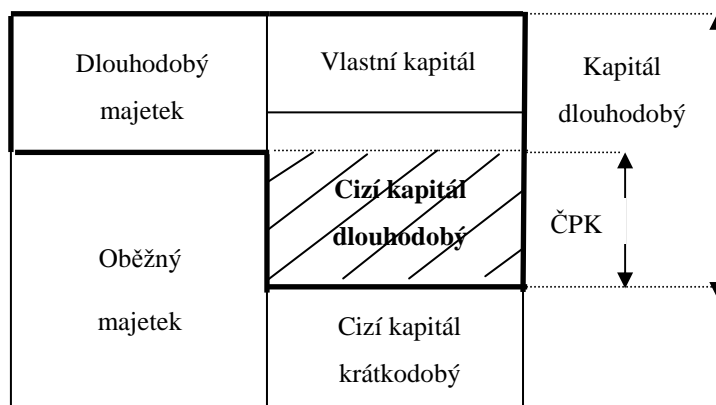 Dlouhodobý
majetek
Vlastní kapitál
Kapitál
dlouhodobý
Cizí kapitál
dlouhodobý
ČPK
Oběžný
majetek
Cizí kapitál
krátkodobý